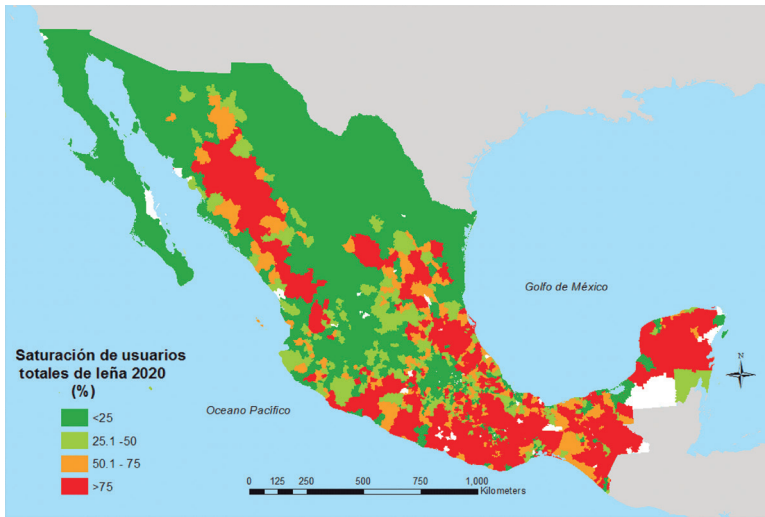 Golfo de México
N
Saturación de usuarios
totales de leña 2020
(%)
Oceano Pacífico
<25
25.1 -50
50.1 - 75
>75
0 125 250 500 750 1,000
Kilometers